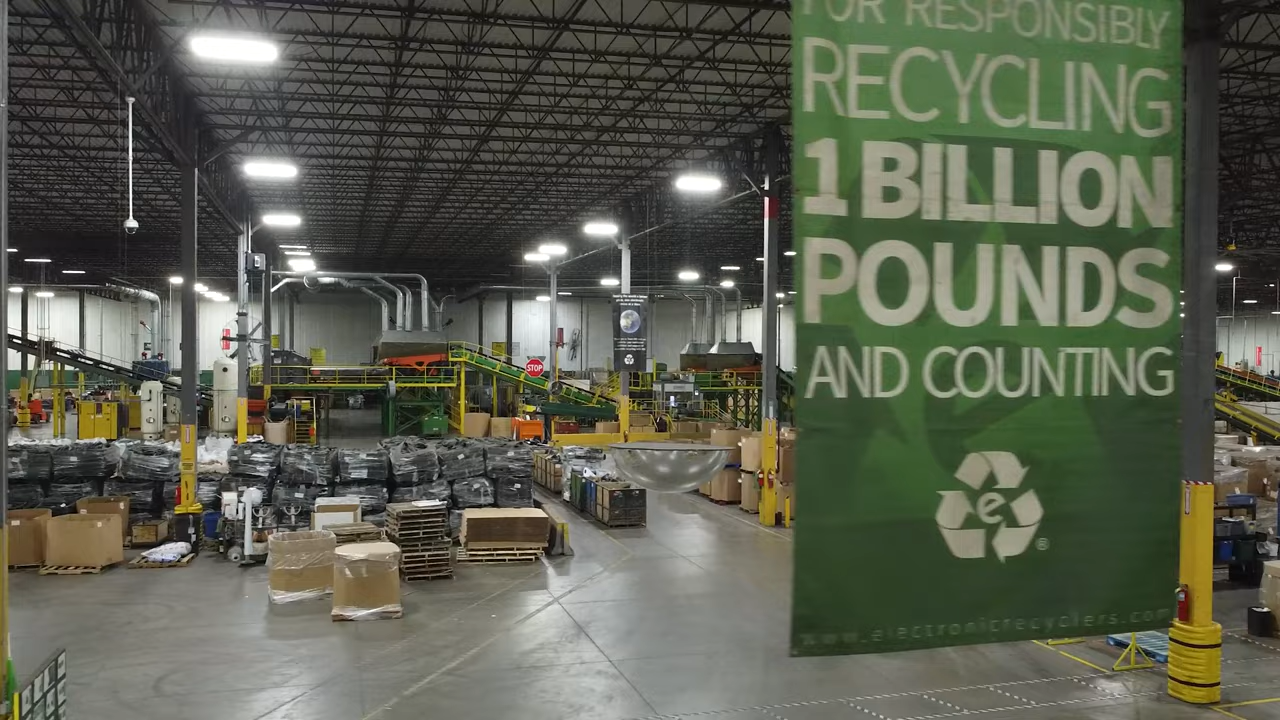 FOR RESPONSIBLY
RECYCLING
1 BILLION
POUNDS
AND COUNTING
e
®
www.electronicrecyclers.com
STOP